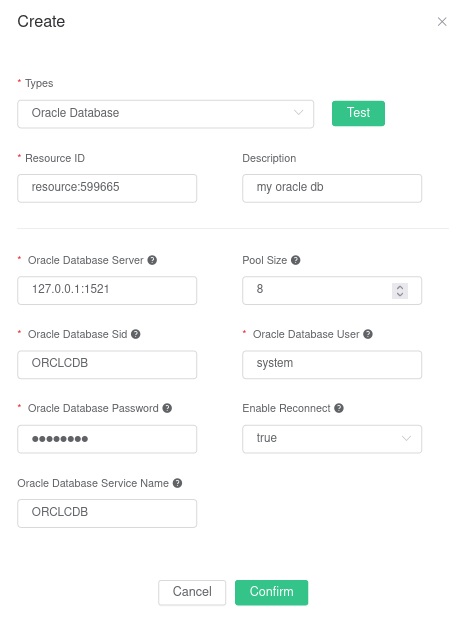 Create
* Types
Oracle Database
Test
* Resource ID
Description
resource:599665
my oracle db
* Oracle Database Server
Pool Size
127.0.0.1:1521
8
* Oracle Database Sid
* Oracle Database User
ORCLCDB
system
* Oracle Database Password
Enable Reconnect
●●●●●●●●
true
Oracle Database Service Name
ORCLCDB
Cancel
Confirm